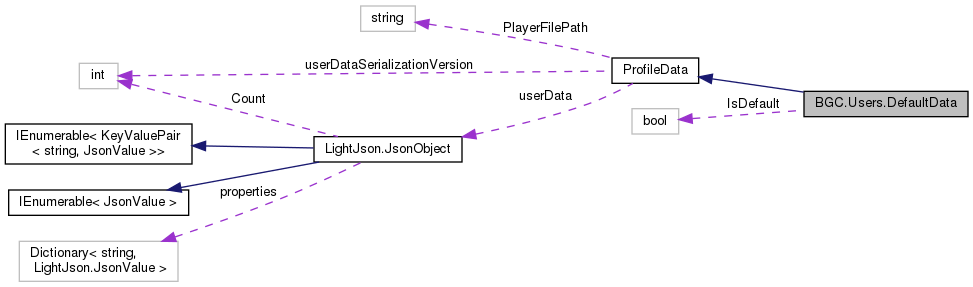 string
PlayerFilePath
int
userDataSerializationVersion
ProfileData
BGC.Users.DefaultData
Count
userData
IsDefault
bool
IEnumerable< KeyValuePair
< string, JsonValue >>
LightJson.JsonObject
IEnumerable< JsonValue >
properties
Dictionary< string,
LightJson.JsonValue >